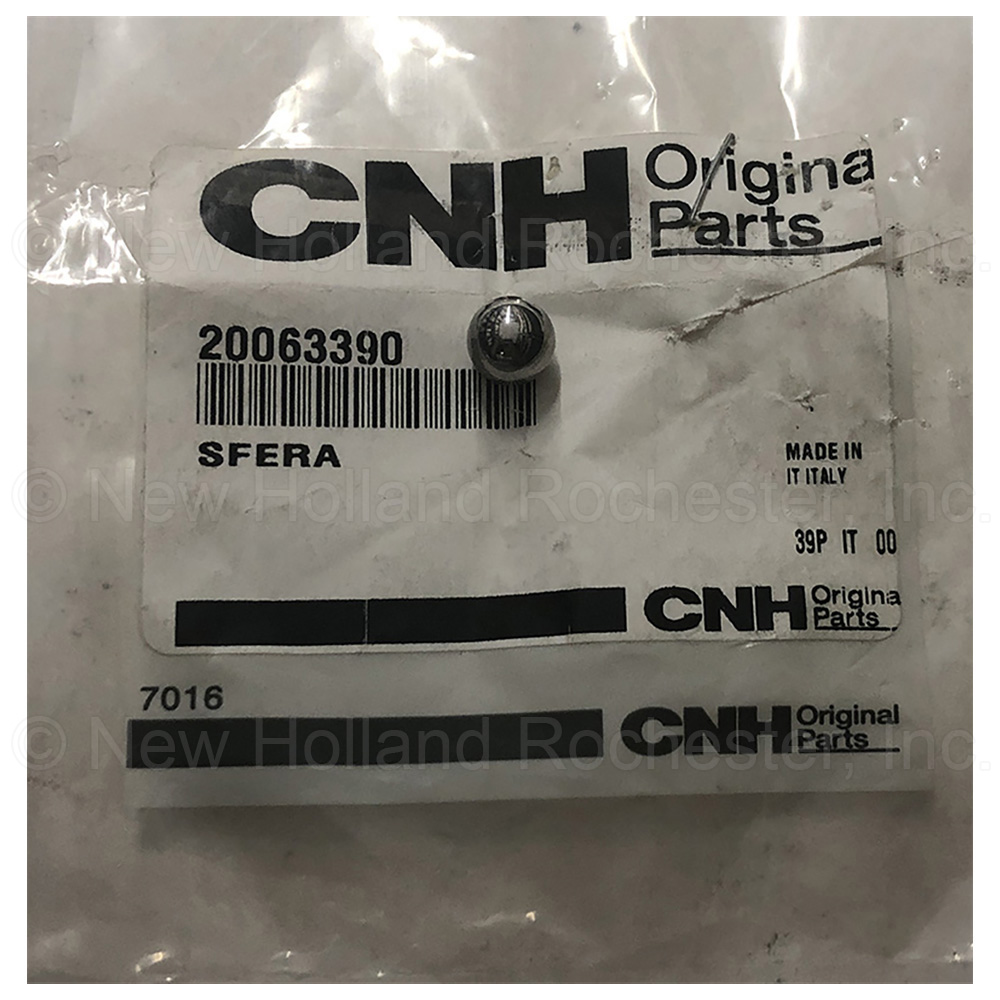 CNH Origina
Parts
20063390
SFERA
MADE IN
IT ITALY
39P IT 00
CNH Origina
Parts
7016
CNH Original
Parts
© New Holland Rochester, Inc.
© New Holland Rochester, Inc.
© New Holland Rochester, Inc.